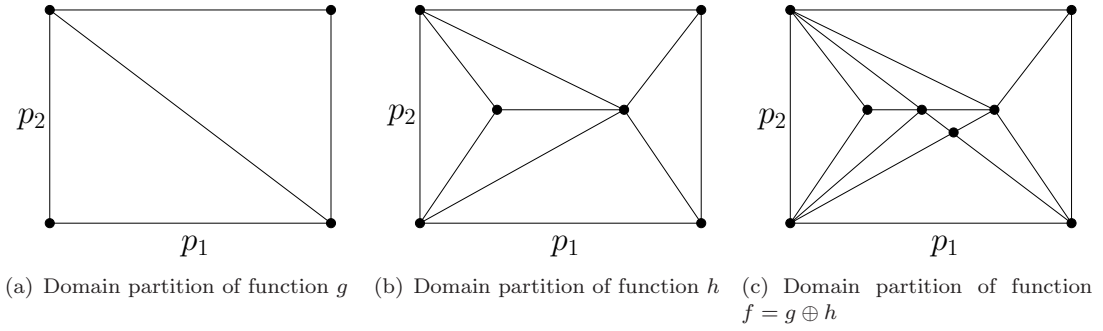 p₂
p₁
(a) Domain partition of function g
p₂
p₁
(b) Domain partition of function h
p₂
p₁
(c) Domain partition of function
f = g ⊕ h